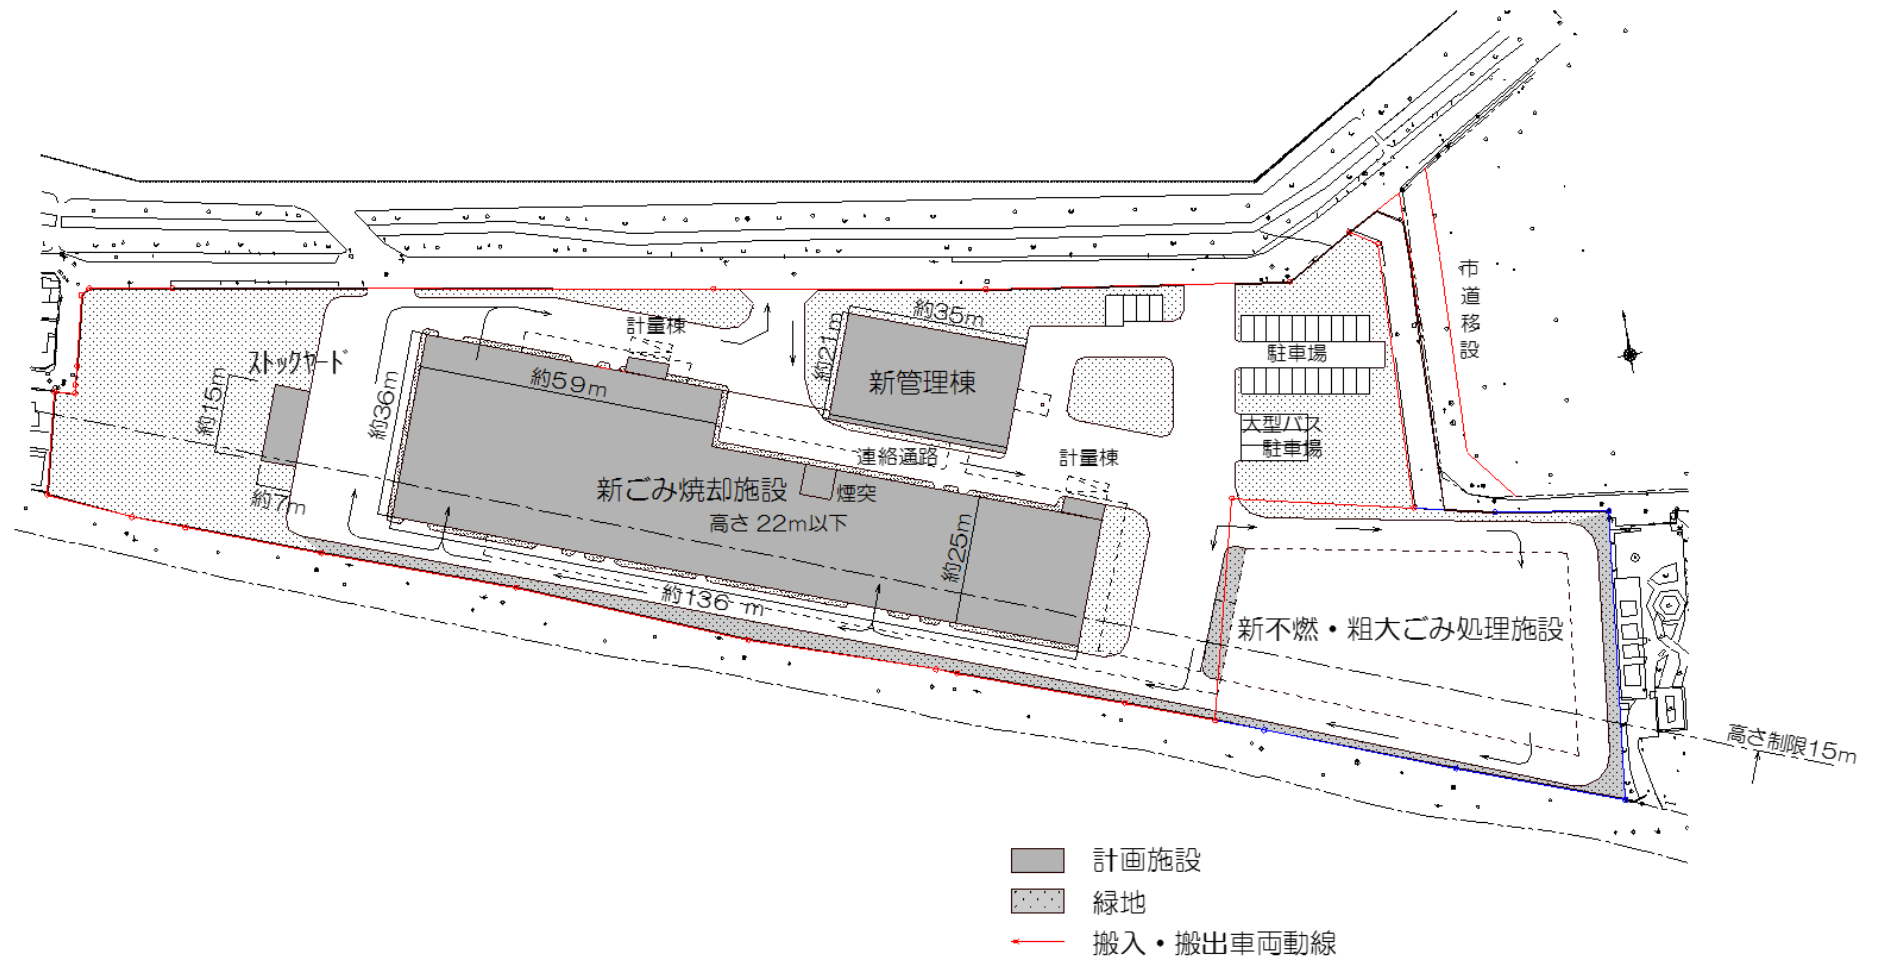 市道移設
約35m
計量棟
約21m
駐車場
ストックヤード
約59m
新管理棟
約15m
約36m
大型バス
駐車場
連絡通路
計量棟
新ごみ焼却施設
煙突
約7m
高さ 22m以下
約25m
約136 m
新不燃・粗大ごみ処理施設
高さ制限15m
計画施設
緑地
搬入・搬出車両動線